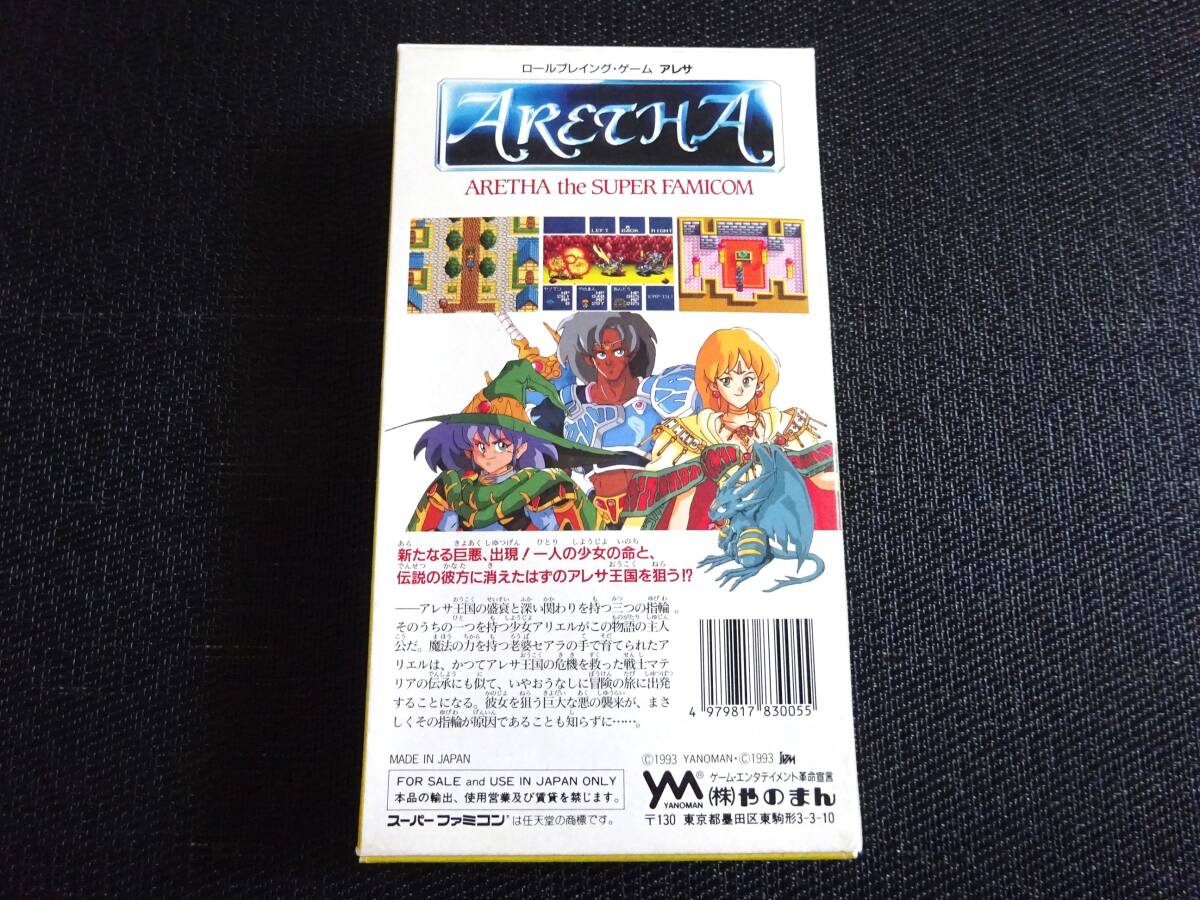 ロールプレイング・ゲーム アレサ
ARETHA
ARETHA the SUPER FAMICOM
LEFT BACK RIGHT
新たなる巨悪、出現！一人の少女の命と、
伝説の彼方に消えたはずのアレサ王国を狙う!?
──アレサ王国の盛衰と深い関わりを持つ三つの指輪。
そのうちの一つを持つ少女アリエルがこの物語の主人
公だ。魔法の力を持つ老婆セアラの手で育てられたア
リエルは、かつてアレサ王国の危機を救った戦士マテ
リアの伝承にも似て、いやおうなしに冒険の旅に出発
することになる。彼女を狙う巨大な悪の襲来が、まさ
しくその指輪が原因であることも知らずに……。
4 979817 830055
MADE IN JAPAN
©1993 YANOMAN・©1993
FOR SALE and USE IN JAPAN ONLY
本品の輸出、使用営業及び賃貸を禁じます。
スーパーファミコン®は任天堂の商標です。
YM®
YANOMAN
ゲーム・エンタテイメント革命宣言
(株)やのまん
〒130 東京都墨田区東駒形3-3-10